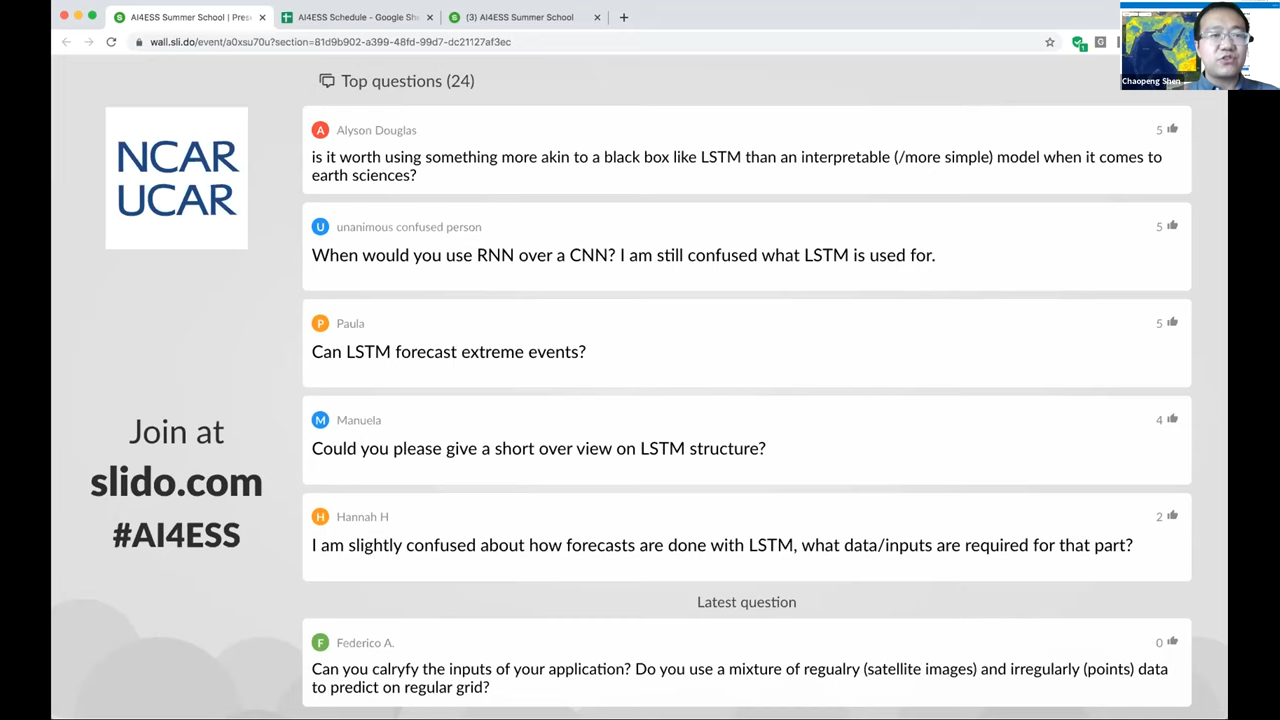 AI4ESS Summer School | Pres
AI4ESS Schedule - Google She
(3) AI4ESS Summer School
wall.sli.do/event/a0xsu70u?section=81d9b902-a399-48fd-99d7-dc21127af3ec
Chaopeng Shen
Top questions (24)
NCAR
UCAR
Join at
slido.com
#AI4ESS
A Alyson Douglas 5
is it worth using something more akin to a black box like LSTM than an interpretable (/more simple) model when it comes to
earth sciences?
U unanimous confused person 5
When would you use RNN over a CNN? I am still confused what LSTM is used for.
P Paula 5
Can LSTM forecast extreme events?
M Manuela 4
Could you please give a short over view on LSTM structure?
H Hannah H 2
I am slightly confused about how forecasts are done with LSTM, what data/inputs are required for that part?
Latest question
F Federico A. 0
Can you calryfy the inputs of your application? Do you use a mixture of regualry (satellite images) and irregularly (points) data
to predict on regular grid?